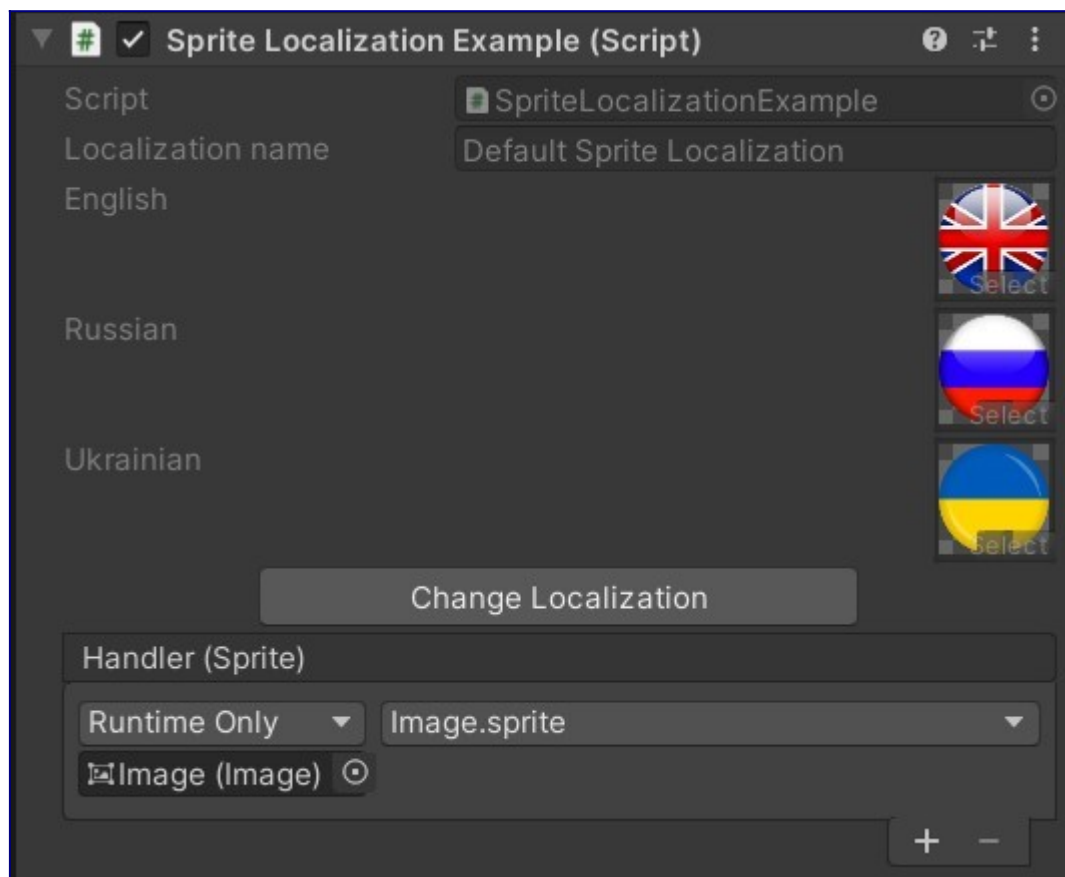 Sprite Localization Example (Script)
Script SpriteLocalizationExample
Localization name Default Sprite Localization
English
Select
Russian
Select
Ukrainian
Select
Change Localization
Handler (Sprite)
Runtime Only Image.sprite
Image (Image)